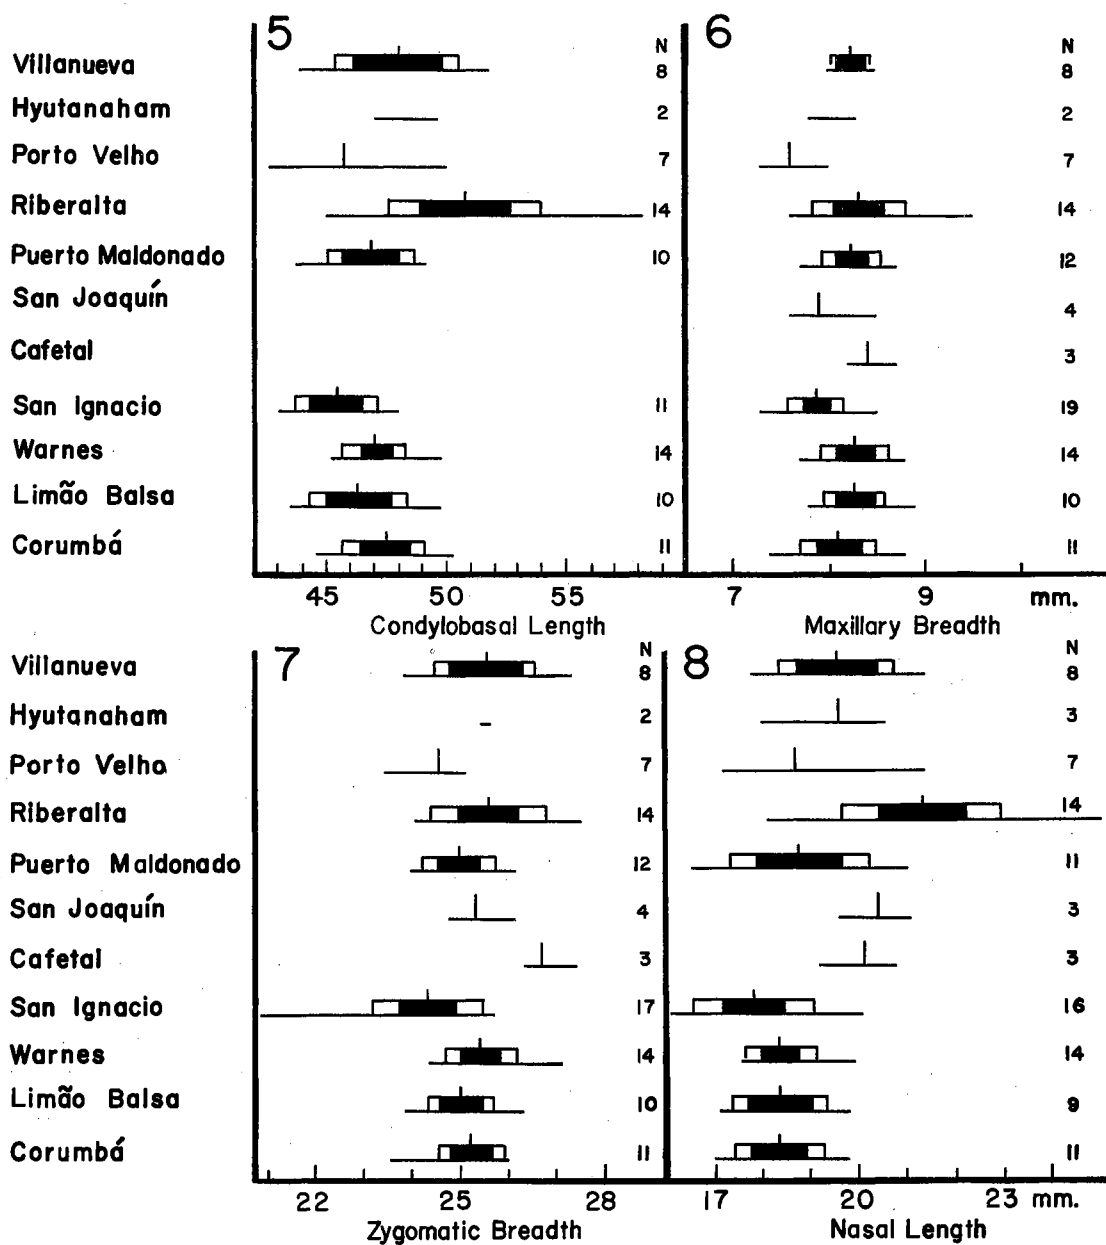 5 6
N N
Villanueva 8 8
Hyutanaham 2 2
Porto Velho 7 7
Riberalta 14 14
Puerto Maldonado 10 12
San Joaquín 4
Cafetal 3
San Ignacio 11 19
Warnes 14 14
Limão Balsa 10 10
Corumbá 11 11
45 50 55 7 9 mm.
Condylobasal Length Maxillary Breadth
7 8
N N
Villanueva 8 8
Hyutanaham 2 3
Porto Velho 7 7
Riberalta 14 14
Puerto Maldonado 12 11
San Joaquín 4 3
Cafetal 3 3
San Ignacio 17 16
Warnes 14 14
Limão Balsa 10 9
Corumbá 11 11
22 25 28 17 20 23 mm.
Zygomatic Breadth Nasal Length